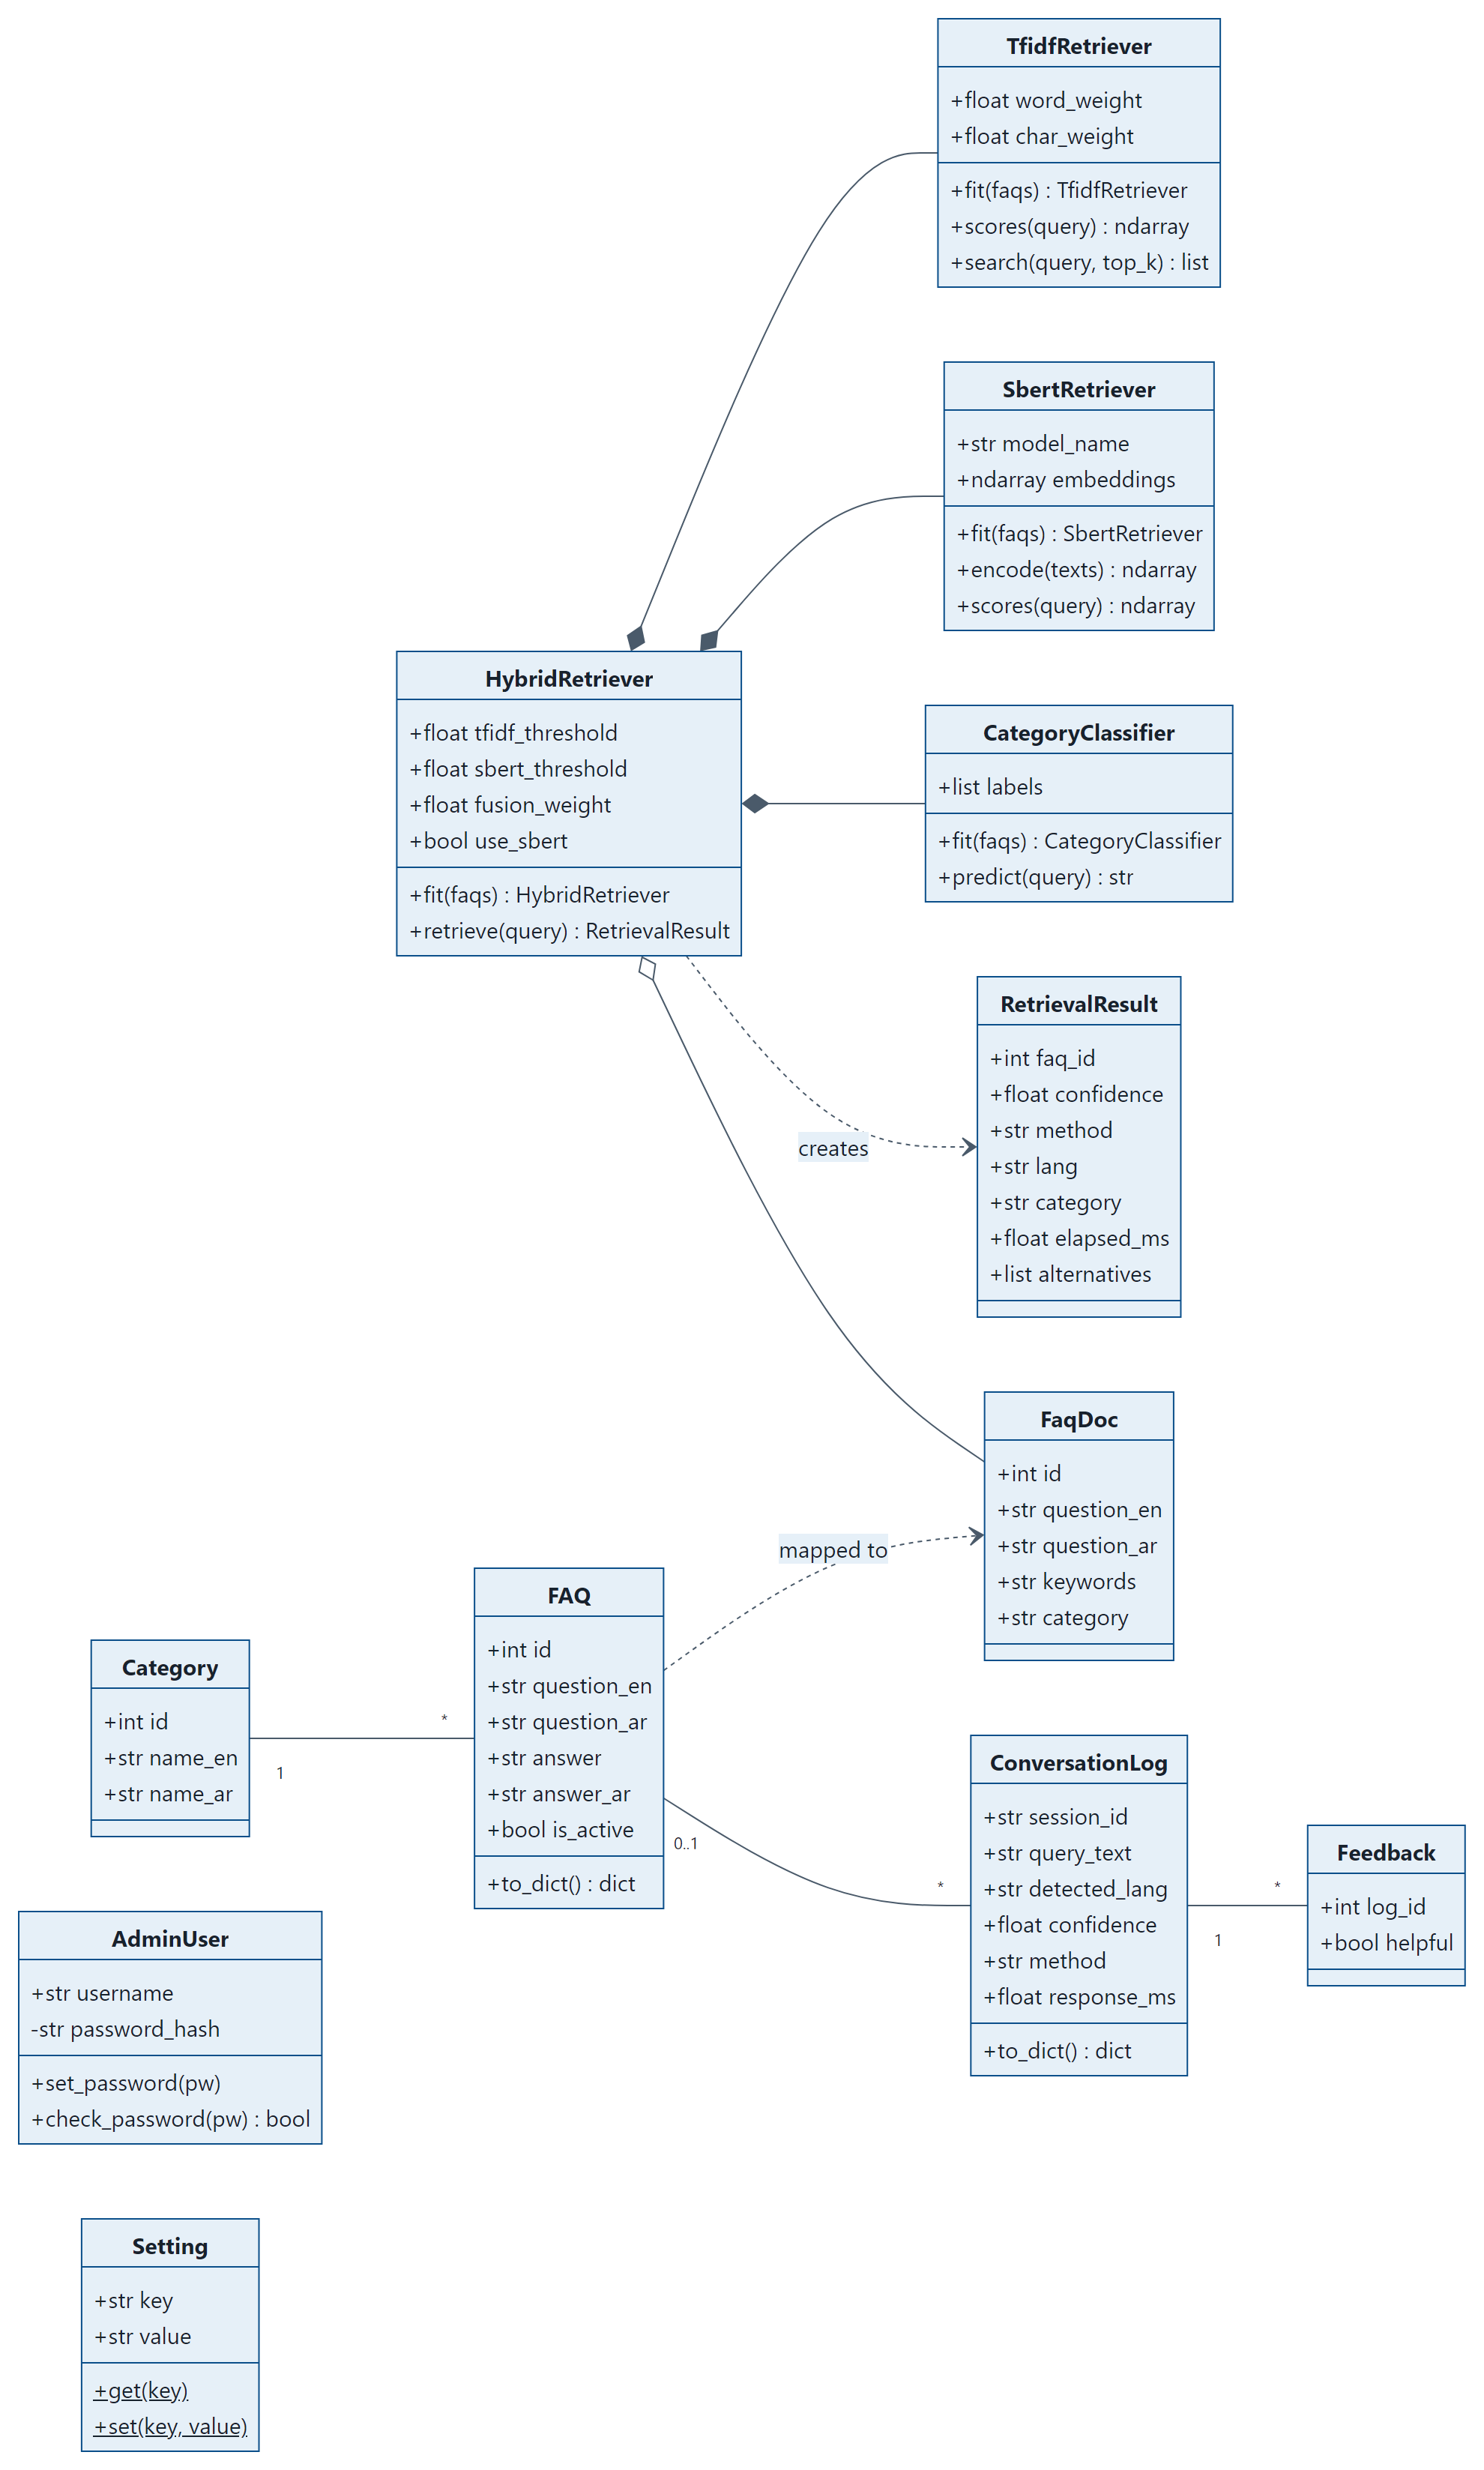 TfidfRetriever
+float word_weight
+float char_weight
+fit(faqs) : TfidfRetriever
+scores(query) : ndarray
+search(query, top_k) : list
SbertRetriever
+str model_name
+ndarray embeddings
+fit(faqs) : SbertRetriever
+encode(texts) : ndarray
+scores(query) : ndarray
HybridRetriever
+float tfidf_threshold
+float sbert_threshold
+float fusion_weight
+bool use_sbert
+fit(faqs) : HybridRetriever
+retrieve(query) : RetrievalResult
CategoryClassifier
+list labels
+fit(faqs) : CategoryClassifier
+predict(query) : str
creates
RetrievalResult
+int faq_id
+float confidence
+str method
+str lang
+str category
+float elapsed_ms
+list alternatives
FaqDoc
+int id
+str question_en
+str question_ar
+str keywords
+str category
mapped to
FAQ
+int id
+str question_en
+str question_ar
+str answer
+str answer_ar
+bool is_active
+to_dict() : dict
Category
+int id
+str name_en
+str name_ar
*
1
0..1
*
ConversationLog
+str session_id
+str query_text
+str detected_lang
+float confidence
+str method
+float response_ms
+to_dict() : dict
*
1
Feedback
+int log_id
+bool helpful
AdminUser
+str username
-str password_hash
+set_password(pw)
+check_password(pw) : bool
Setting
+str key
+str value
+get(key)
+set(key, value)